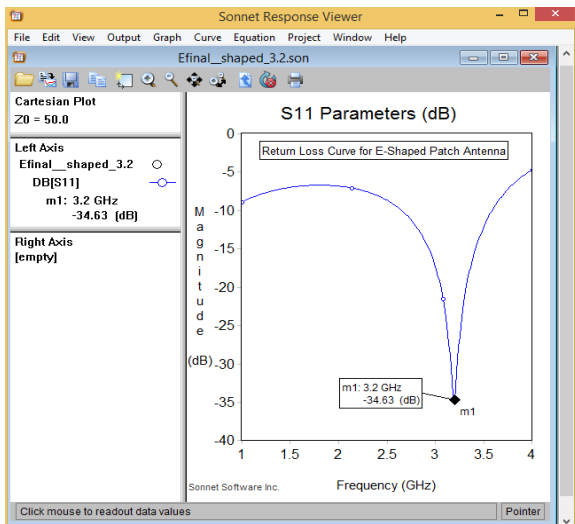 Sonnet Response Viewer
File Edit View Output Graph Curve Equation Project Window Help
Efinal__shaped_3.2.son
Cartesian Plot
Z0 = 50.0
Left Axis
Efinal__shaped_3.2
DB[S11]
m1: 3.2 GHz
-34.63 (dB)
Right Axis
[empty]
S11 Parameters (dB)
Return Loss Curve for E-Shaped Patch Antenna
Magnitude
(dB)
0
-5
-10
-15
-20
-25
-30
-35
-40
m1: 3.2 GHz
-34.63 (dB)
m1
1 1.5 2 2.5 3 3.5 4
Sonnet Software Inc.
Frequency (GHz)
Click mouse to readout data values
Pointer